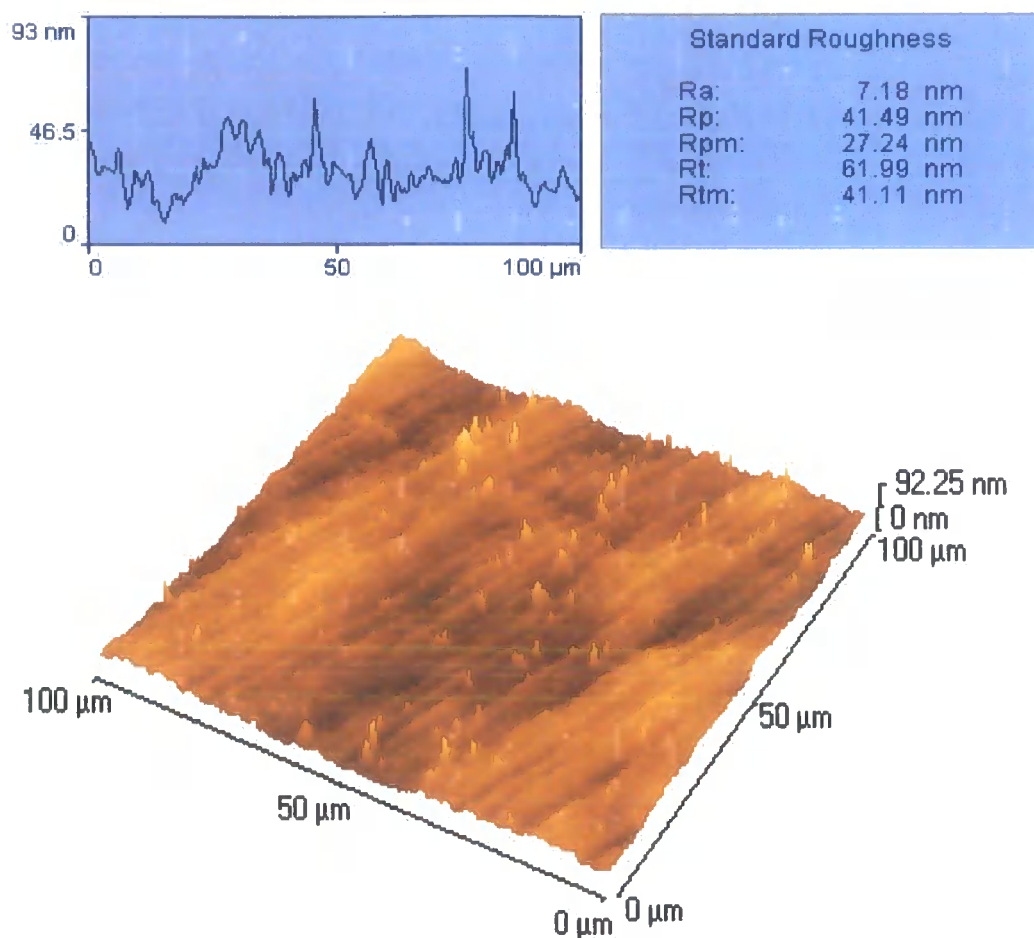 93 nm
46.5
0
0 50 100 µm
Standard Roughness
Ra: 7.18 nm
Rp: 41.49 nm
Rpm: 27.24 nm
Rt: 61.99 nm
Rtm: 41.11 nm
92.25 nm
0 nm
100 µm
50 µm
0 µm
100 µm
50 µm
0 µm